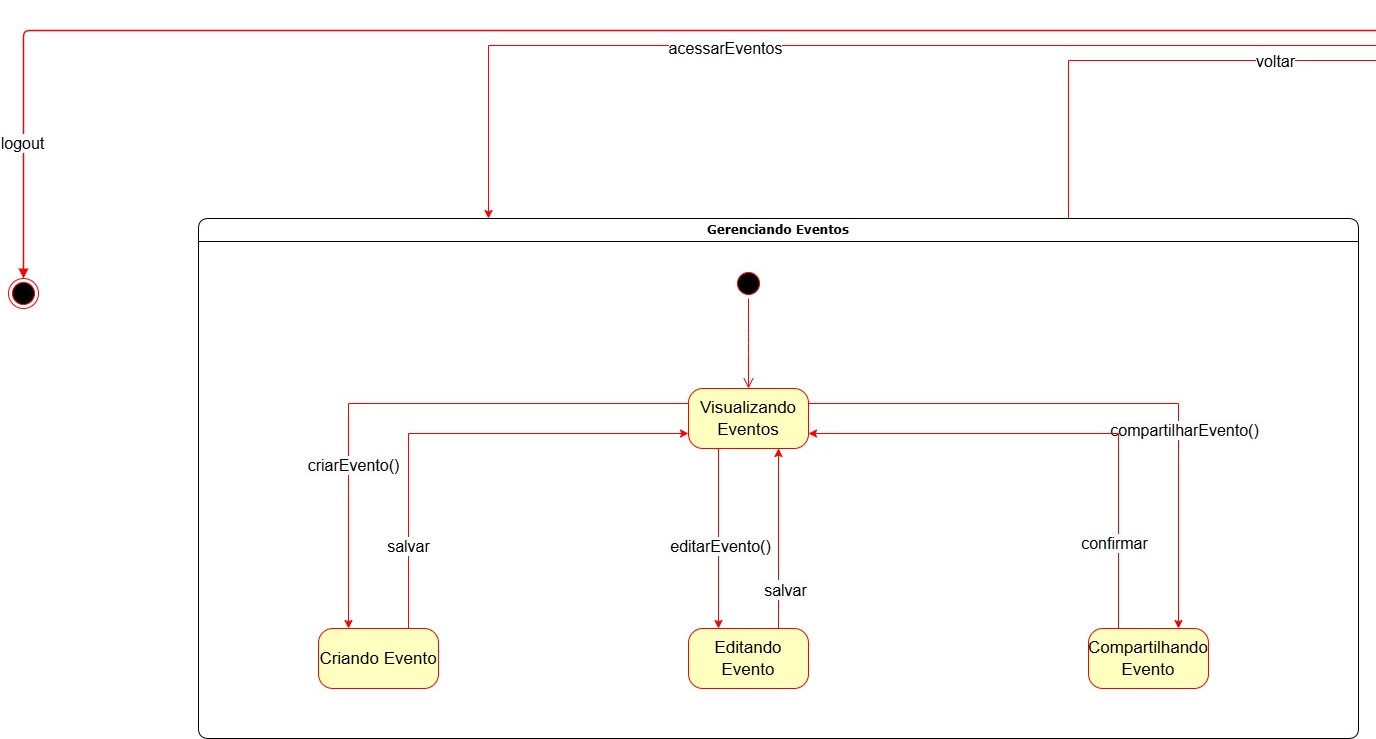 acessarEventos
voltar
logout
Gerenciando Eventos
Visualizando
Eventos
compartilharEvento()
criarEvento()
salvar
editarEvento()
confirmar
salvar
Criando Evento
Editando
Evento
Compartilhando
Evento